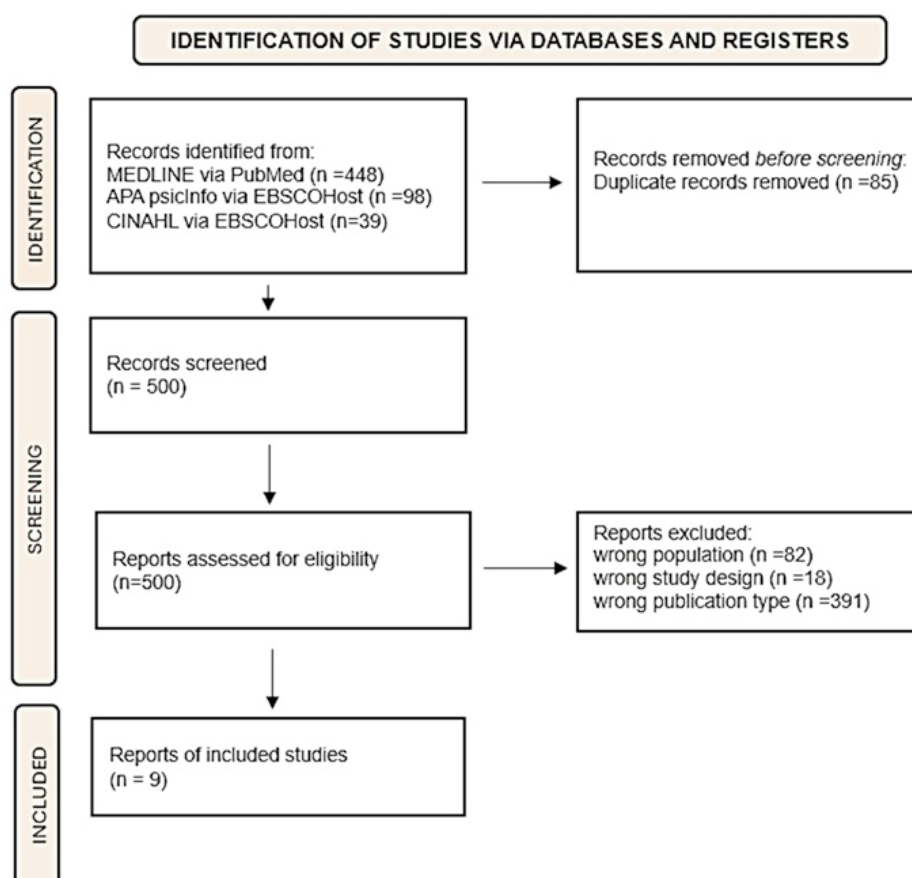 IDENTIFICATION OF STUDIES VIA DATABASES AND REGISTERS
IDENTIFICATION
Records identified from:
MEDLINE via PubMed (n =448)
APA psicInfo via EBSCOHost (n =98)
CINAHL via EBSCOHost (n=39)
Records removed before screening:
Duplicate records removed (n =85)
SCREENING
Records screened
(n = 500)
Reports assessed for eligibility
(n=500)
Reports excluded:
wrong population (n =82)
wrong study design (n =18)
wrong publication type (n =391)
INCLUDED
Reports of included studies
(n = 9)